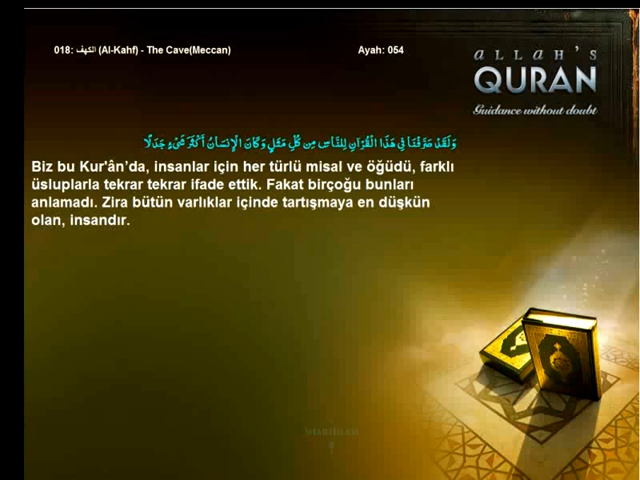 018: الكهف (Al-Kahf) - The Cave(Meccan) Ayah: 054
ALLAH'S
QURAN
Guidance without doubt
وَلَقَدْ صَرَّفْنَا فِي هَذَا الْقُرْآنِ لِلنَّاسِ مِن كُلِّ مَثَلٍ وَكَانَ الْإِنسَانُ أَكْثَرَ شَيْءٍ جَدَلًا
Biz bu Kur'ân'da, insanlar için her türlü misal ve öğüdü, farklı
üsluplarla tekrar tekrar ifade ettik. Fakat birçoğu bunları
anlamadı. Zira bütün varlıklar içinde tartışmaya en düşkün
olan, insandır.